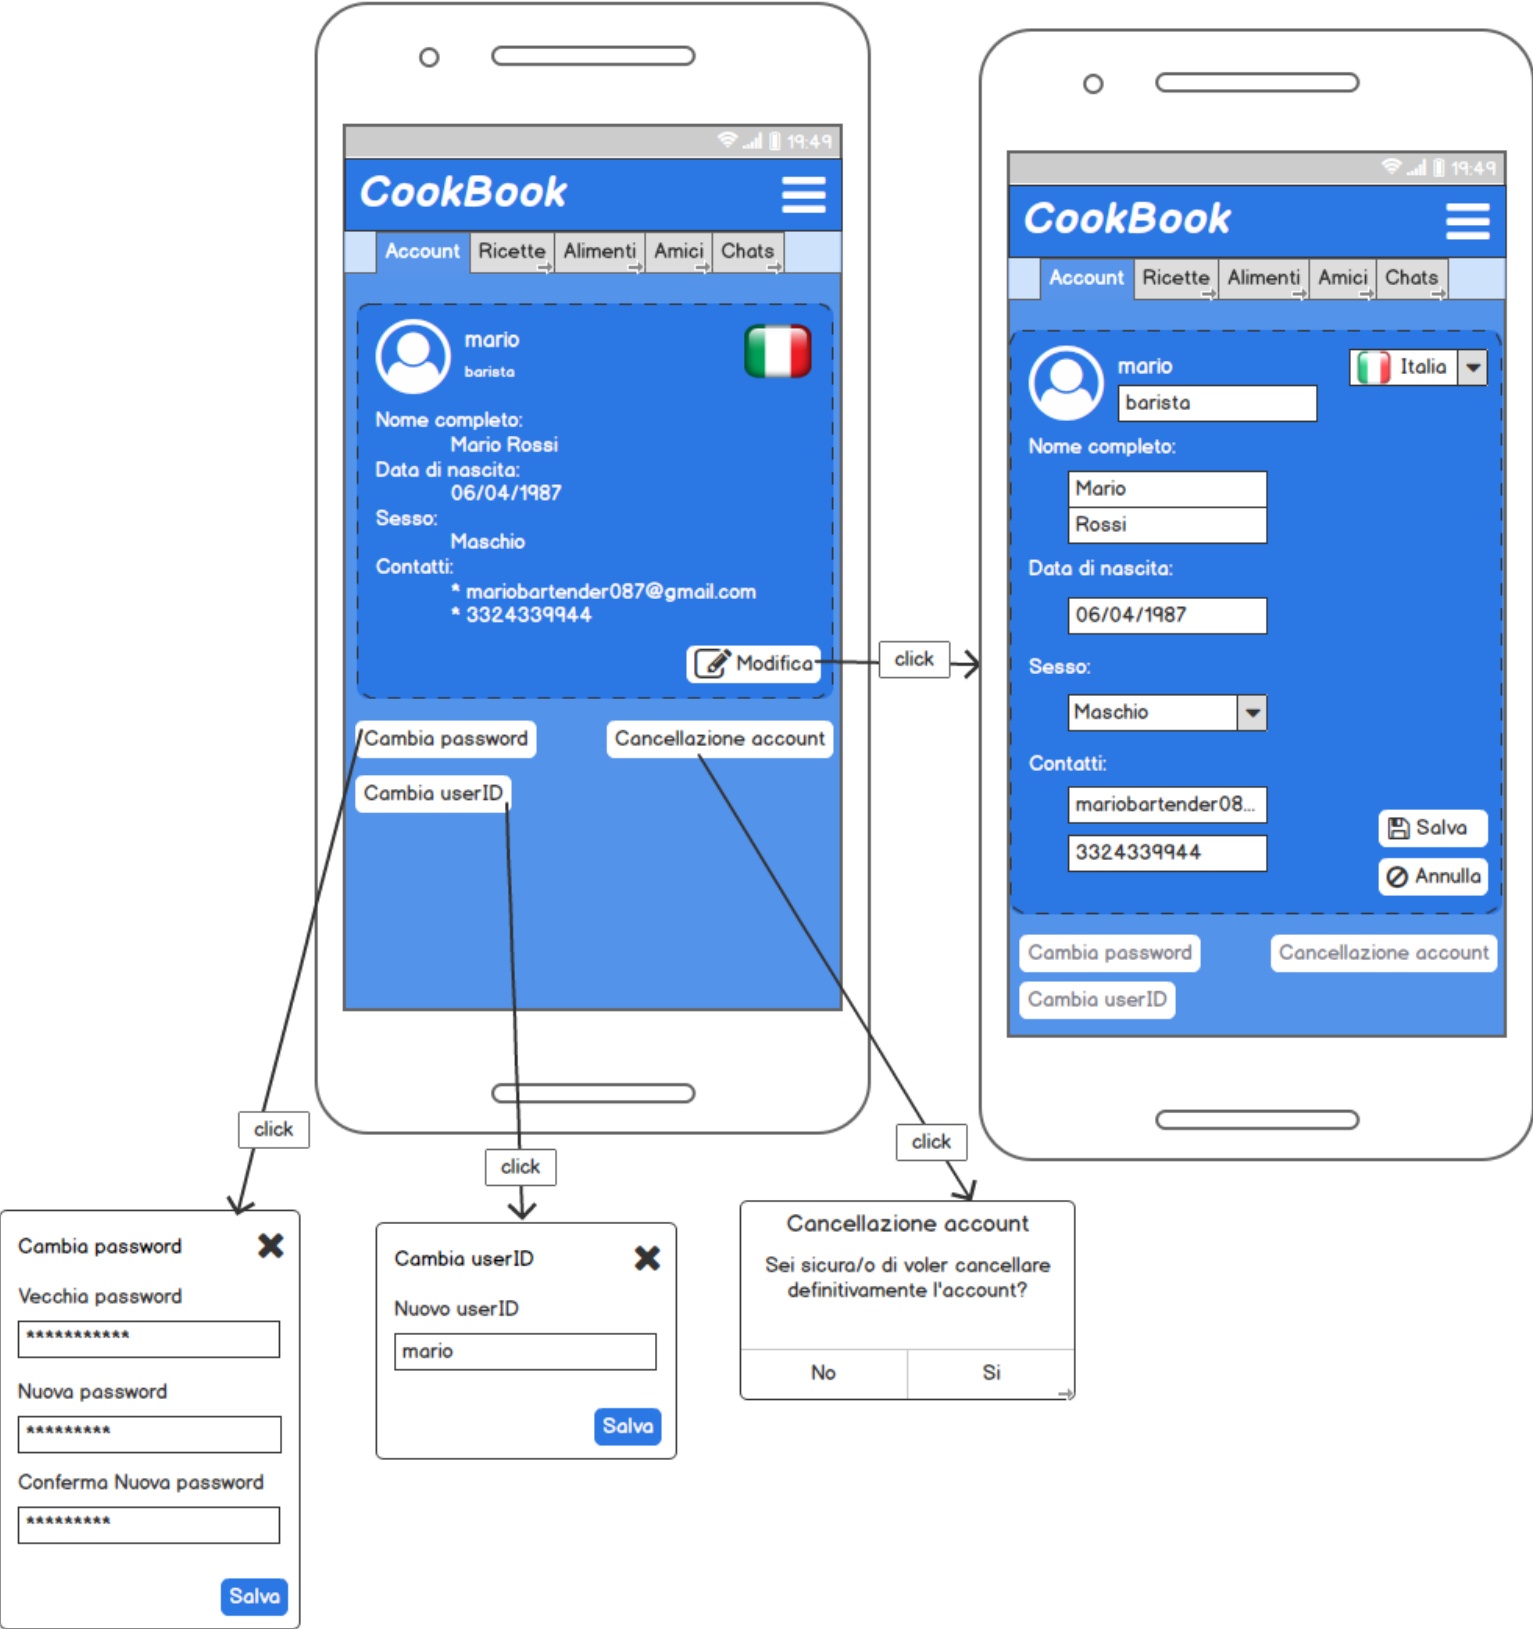 19:49
CookBook
Account Ricette Alimenti Amici Chats
mario
barista
Nome completo:
Mario Rossi
Data di nascita:
06/04/1987
Sesso:
Maschio
Contatti:
* mariobartender087@gmail.com
* 3324339944
Modifica
Cambia password Cancellazione account
Cambia userID
click
19:49
CookBook
Account Ricette Alimenti Amici Chats
mario
Italia
barista
Nome completo:
Mario
Rossi
Data di nascita:
06/04/1987
Sesso:
Maschio
Contatti:
mariobartender08...
3324339944
Salva
Annulla
Cambia password Cancellazione account
Cambia userID
click
Cambia password
Vecchia password
***********
Nuova password
*********
Conferma Nuova password
*********
Salva
click
Cambia userID
Nuovo userID
mario
Salva
click
Cancellazione account
Sei sicura/o di voler cancellare
definitivamente l'account?
No Si